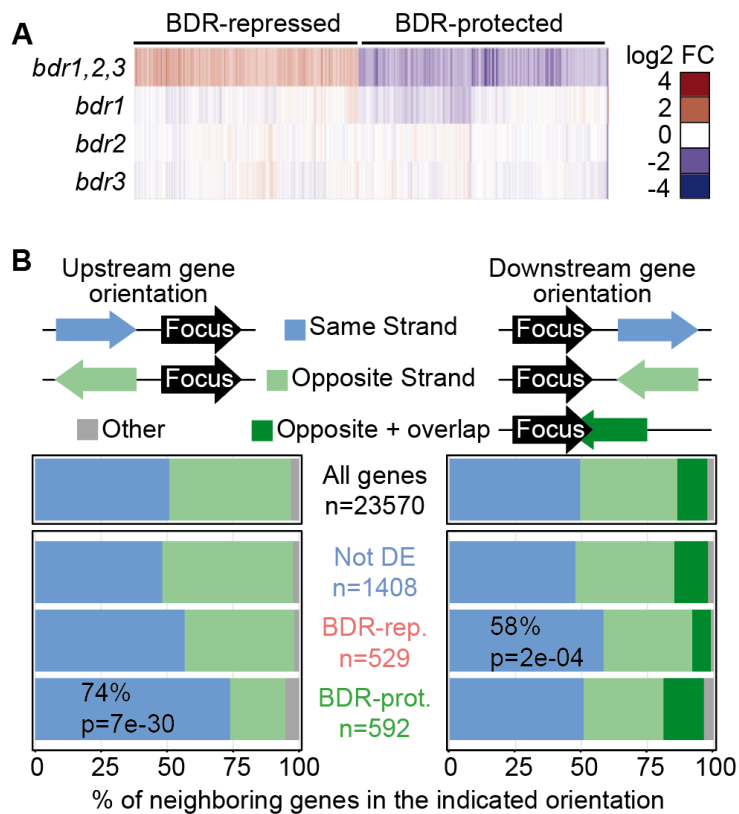 A
BDR-repressed BDR-protected
bdr1,2,3
bdr1
bdr2
bdr3
log2 FC
4
2
0
-2
-4
B
Upstream gene
orientation
Downstream gene
orientation
Focus Same Strand Focus
Focus Opposite Strand Focus
Other Opposite + overlap Focus
All genes
n=23570
Not DE
n=1408
BDR-rep.
n=529
58%
p=2e-04
74%
p=7e-30
BDR-prot.
n=592
0 25 50 75 100 0 25 50 75 100
% of neighboring genes in the indicated orientation